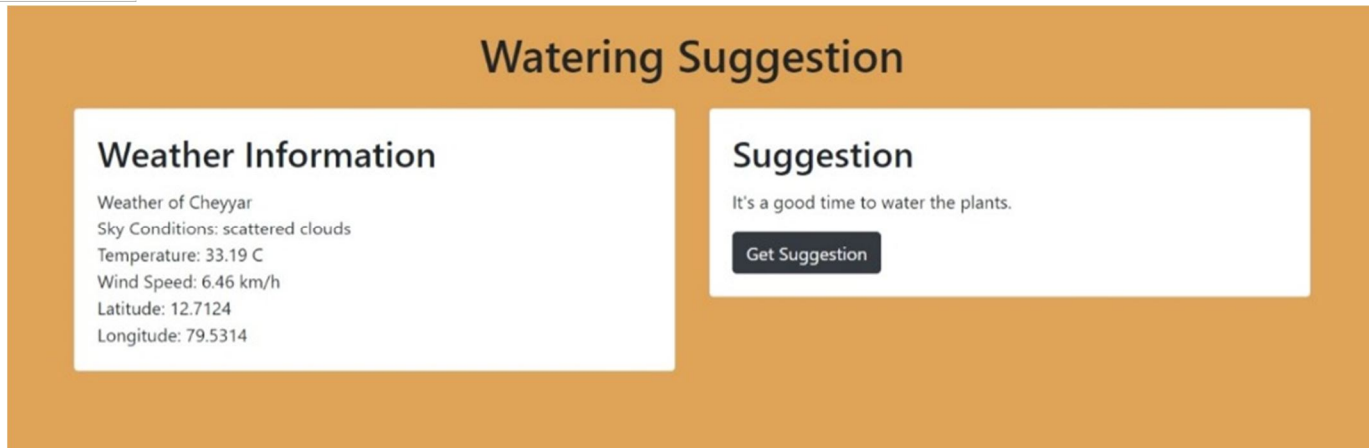 Watering Suggestion
Weather Information
Weather of Cheyyar
Sky Conditions: scattered clouds
Temperature: 33.19 C
Wind Speed: 6.46 km/h
Latitude: 12.7124
Longitude: 79.5314
Suggestion
It's a good time to water the plants.
Get Suggestion